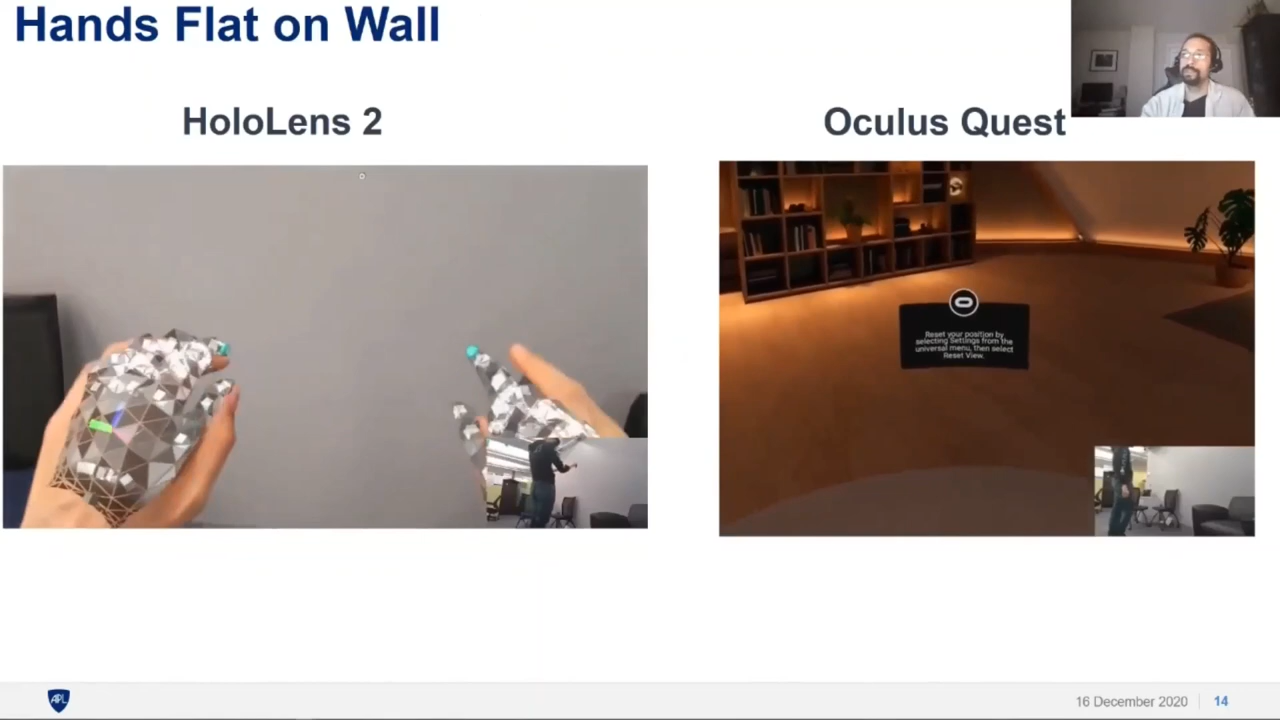 Hands Flat on Wall
HoloLens 2
Oculus Quest
Reset your position by
selecting Settings from the
universal menu, then select
Reset View.
APL
16 December 2020
14